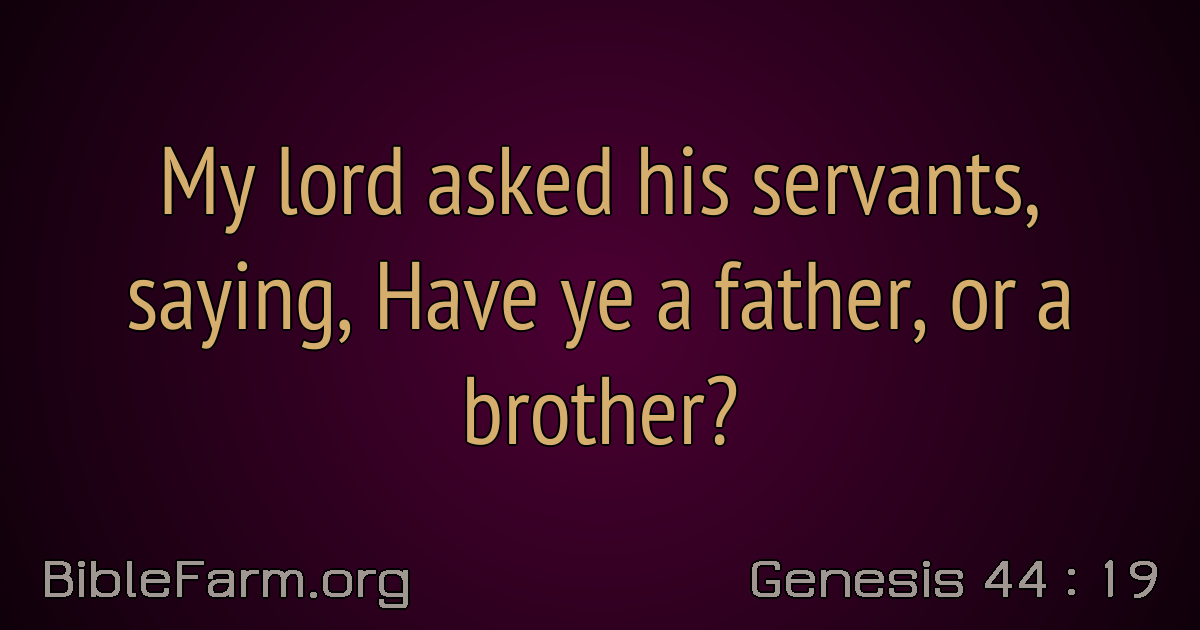 My lord asked his servants,
saying, Have ye a father, or a
brother?
BibleFarm.org
Genesis 44 : 19